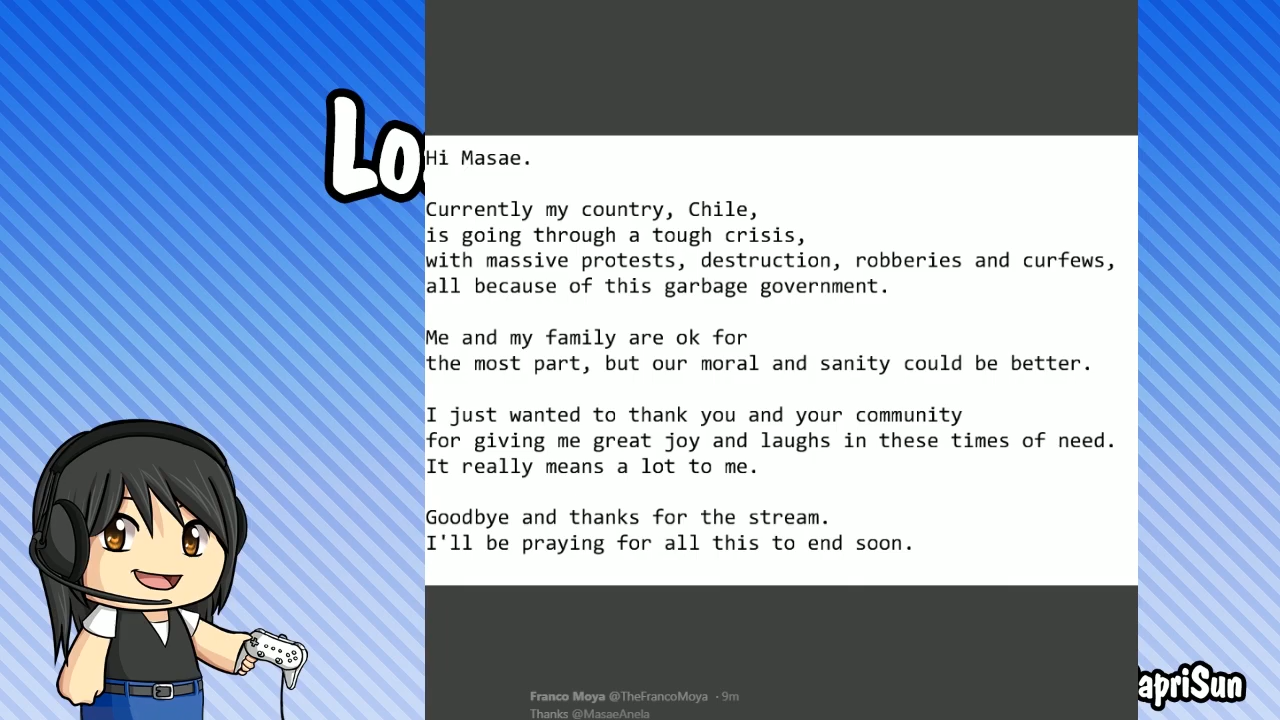 Lo
Hi Masae.
Currently my country, Chile,
is going through a tough crisis,
with massive protests, destruction, robberies and curfews,
all because of this garbage government.
Me and my family are ok for
the most part, but our moral and sanity could be better.
I just wanted to thank you and your community
for giving me great joy and laughs in these times of need.
It really means a lot to me.
Goodbye and thanks for the stream.
I'll be praying for all this to end soon.
Franco Moya @TheFrancoMoya · 9m
Thanks @MasaeAnela
apriSun